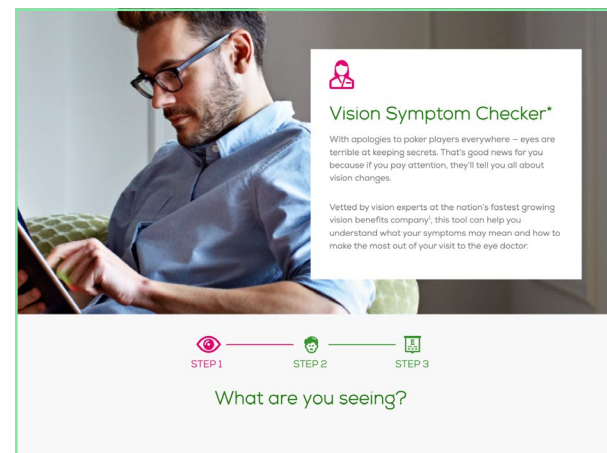 Vision Symptom Checker*
With apologies to poker players everywhere – eyes are
terrible at keeping secrets. That's good news for you
because if you pay attention, they'll tell you all about
vision changes.
Vetted by vision experts at the nation's fastest growing
vision benefits company¹, this tool can help you
understand what your symptoms may mean and how to
make the most out of your visit to the eye doctor.
STEP 1 STEP 2 STEP 3
What are you seeing?